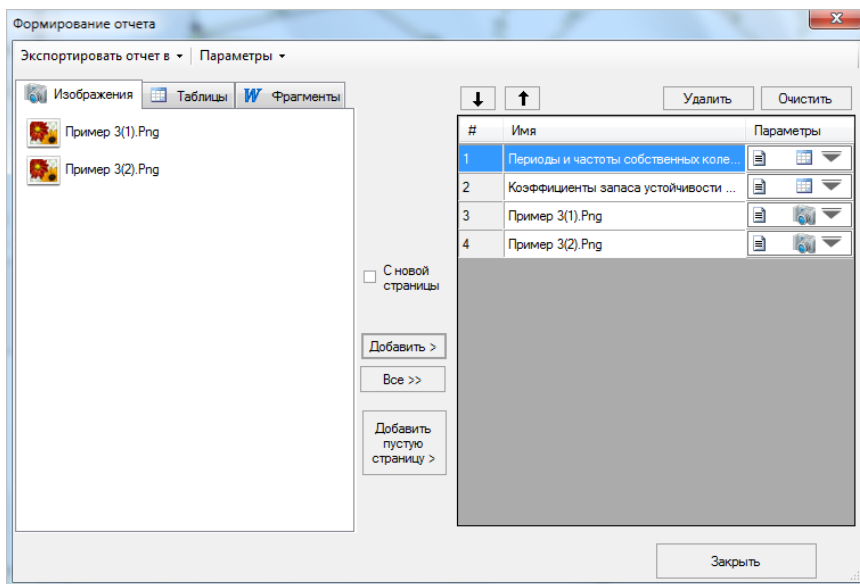 Формирование отчета
Экспортировать отчет в Параметры
Изображения Таблицы W Фрагменты
Удалить Очистить
Пример 3(1).Png
Пример 3(2).Png
# Имя Параметры
1 Периоды и частоты собственных коле...
2 Коэффициенты запаса устойчивости ...
3 Пример 3(1).Png
4 Пример 3(2).Png
С новой
страницы
Добавить >
Все >>
Добавить
пустую
страницу >
Закрыть